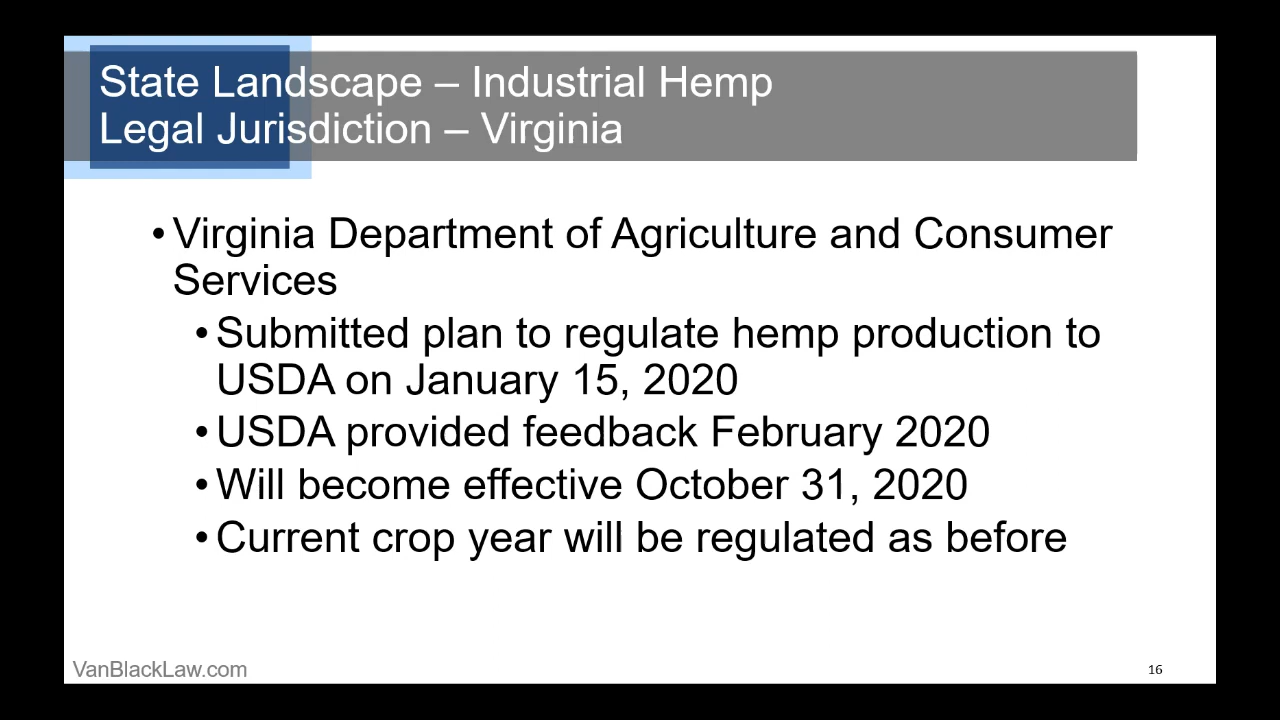 State Landscape – Industrial Hemp
Legal Jurisdiction – Virginia
• Virginia Department of Agriculture and Consumer
Services
• Submitted plan to regulate hemp production to
USDA on January 15, 2020
• USDA provided feedback February 2020
• Will become effective October 31, 2020
• Current crop year will be regulated as before
VanBlackLaw.com
16